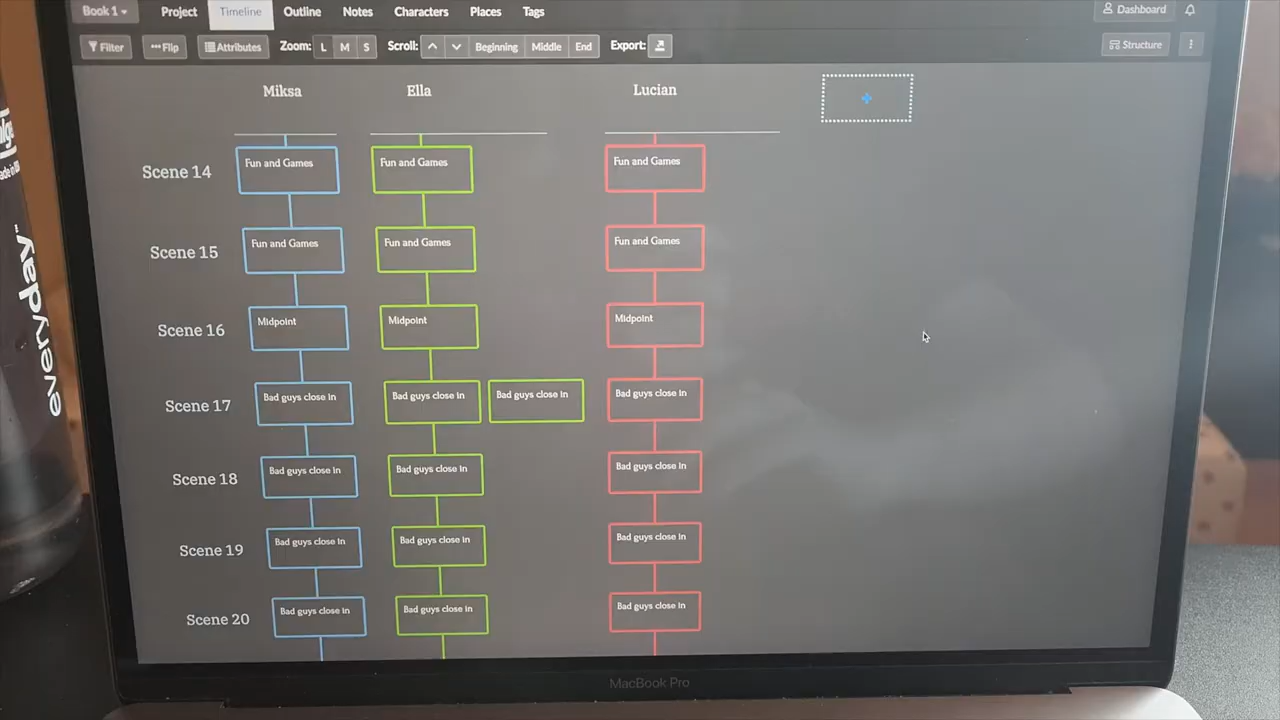 Book 1
Project
Timeline
Outline
Notes
Characters
Places
Tags
Dashboard
Filter
Flip
Attributes
Zoom:
L
M
S
Scroll:
Beginning
Middle
End
Export:
Structure
Miksa
Ella
Lucian
+
Scene 14
Fun and Games
Fun and Games
Fun and Games
Scene 15
Fun and Games
Fun and Games
Fun and Games
Scene 16
Midpoint
Midpoint
Midpoint
Scene 17
Bad guys close in
Bad guys close in
Bad guys close in
Bad guys close in
Scene 18
Bad guys close in
Bad guys close in
Bad guys close in
Scene 19
Bad guys close in
Bad guys close in
Bad guys close in
Scene 20
Bad guys close in
Bad guys close in
Bad guys close in
MacBook Pro
everyday